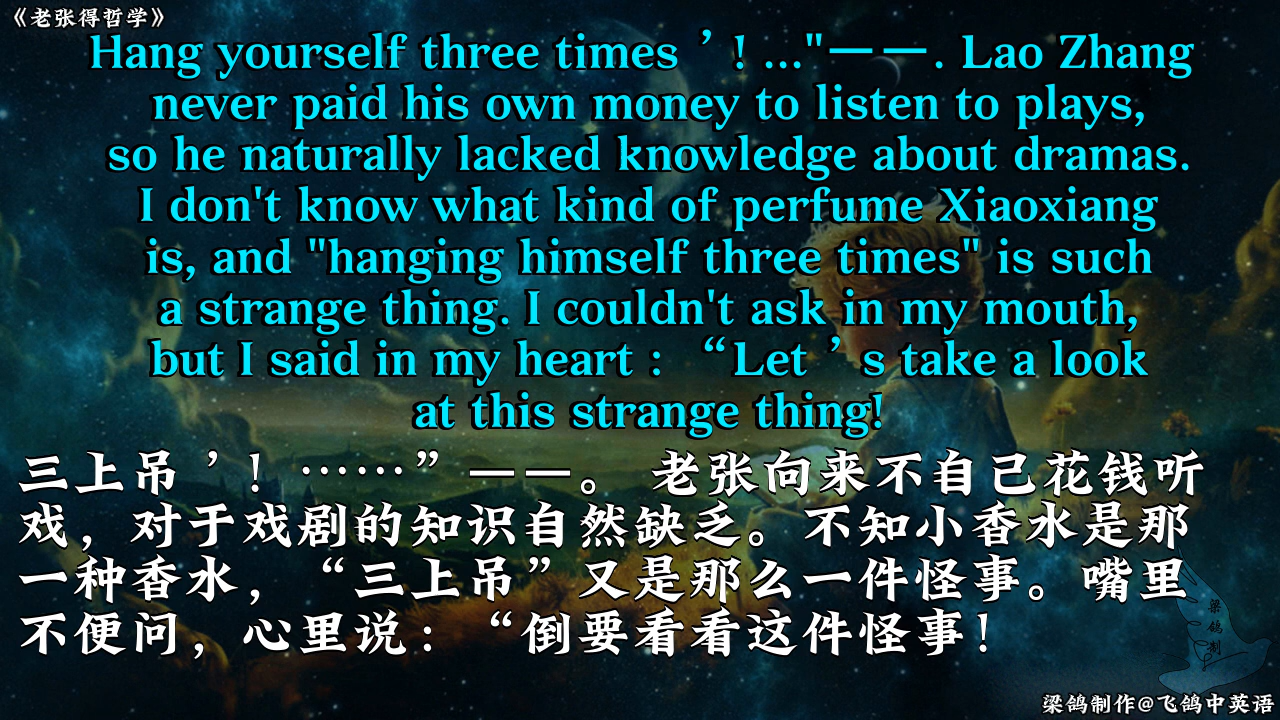 《老张得哲学》
Hang yourself three times ’ ! ..."一一. Lao Zhang
never paid his own money to listen to plays,
so he naturally lacked knowledge about dramas.
I don't know what kind of perfume Xiaoxiang
is, and "hanging himself three times" is such
a strange thing. I couldn't ask in my mouth,
but I said in my heart : “Let ’ s take a look
at this strange thing!
三上吊 ’ ! ……” 一一。 老张向来不自己花钱听
戏，对于戏剧的知识自然缺乏。不知小香水是那
一种香水，“三上吊”又是那么一件怪事。嘴里
不便问，心里说：“倒要看看这件怪事!
梁鸽制
梁鸽制作@飞鸽中英语